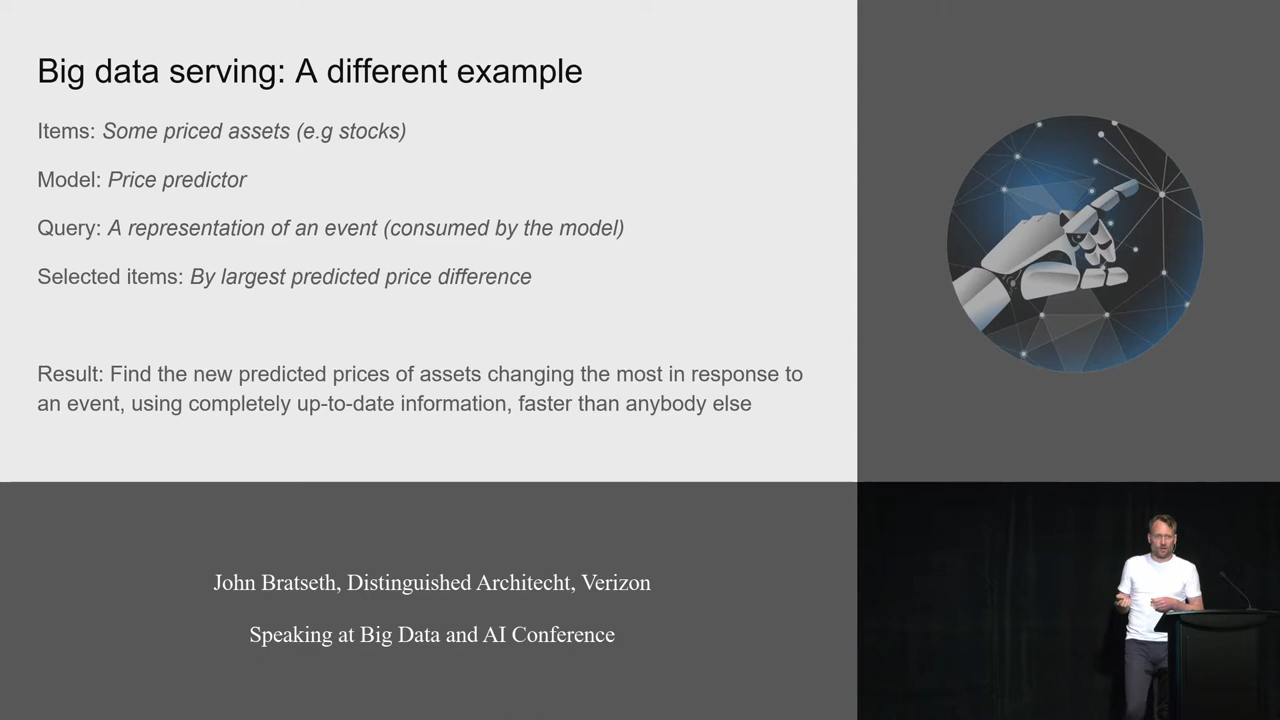 Big data serving: A different example
Items: Some priced assets (e.g stocks)
Model: Price predictor
Query: A representation of an event (consumed by the model)
Selected items: By largest predicted price difference
Result: Find the new predicted prices of assets changing the most in response to
an event, using completely up-to-date information, faster than anybody else
John Bratseth, Distinguished Architecht, Verizon
Speaking at Big Data and AI Conference